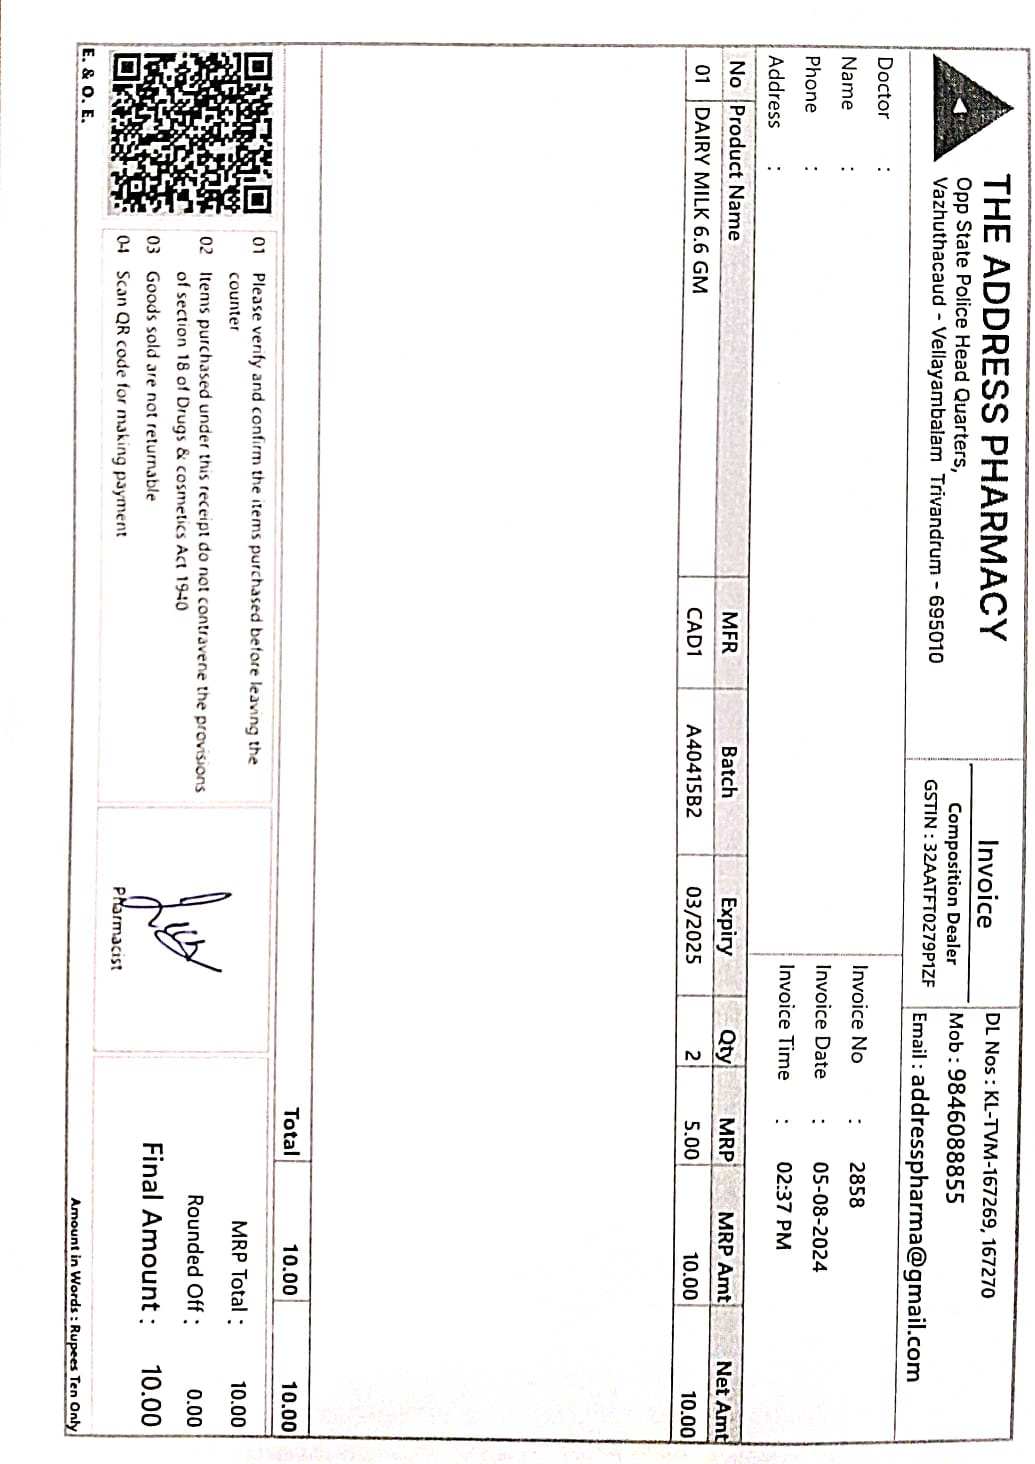 THE ADDRESS PHARMACY
Opp State Police Head Quarters,
Vazhuthacaud - Vellayambalam Trivandrum - 695010
Invoice
Composition Dealer
GSTIN : 32AATFT0279P1ZF
DL Nos : KL-TVM-167269, 167270
Mob : 9846088855
Email : addresspharma@gmail.com
Doctor :
Name :
Phone :
Address :
Invoice No : 2858
Invoice Date : 05-08-2024
Invoice Time : 02:37 PM
No Product Name MFR Batch Expiry Qty MRP MRP Amt Net Amt
01 DAIRY MILK 6.6 GM CAD1 A40415B2 03/2025 2 5.00 10.00 10.00
Total 10.00 10.00
01 Please verify and confirm the items purchased before leaving the
counter
02 Items purchased under this receipt do not contravene the provisions
of section 18 of Drugs & cosmetics Act 1940
03 Goods sold are not returnable
04 Scan QR code for making payment
Pharmacist
MRP Total : 10.00
Rounded Off : 0.00
Final Amount : 10.00
E. & O. E.
Amount in Words : Rupees Ten Only